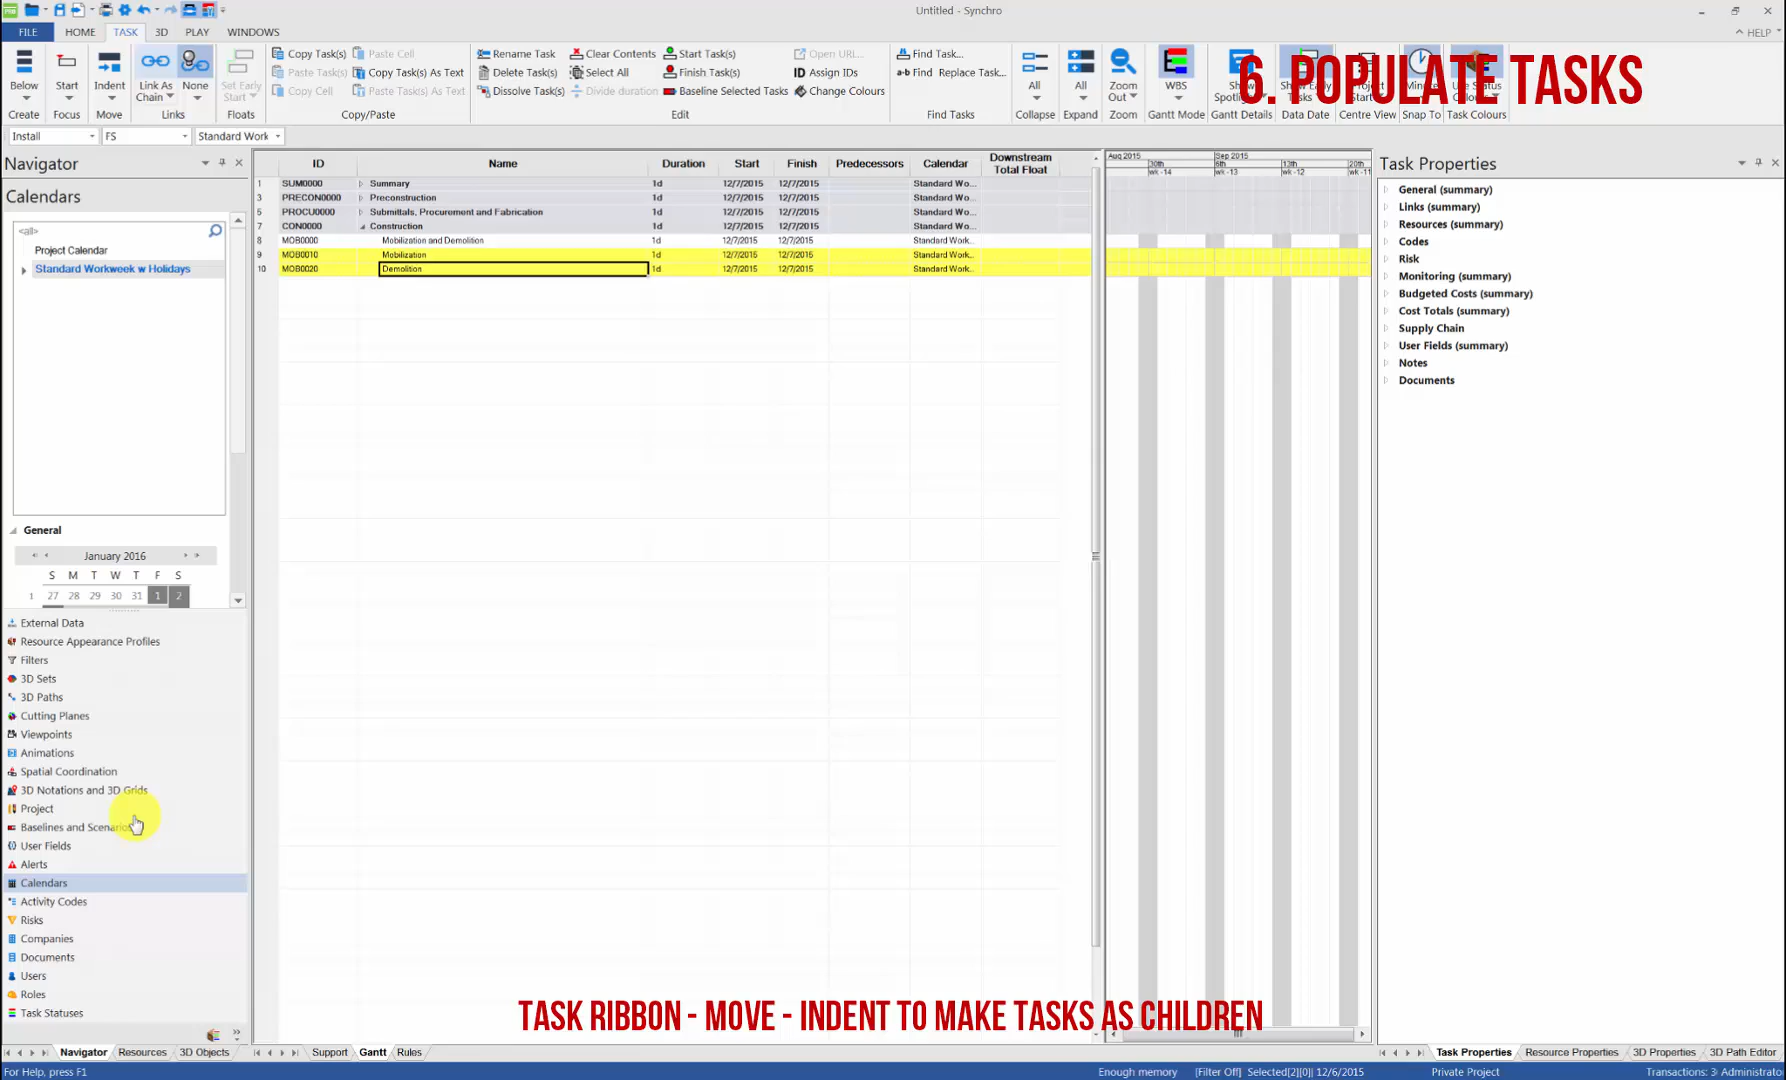 Untitled - Synchro
FILE HOME TASK 3D PLAY WINDOWS HELP
6. POPULATE TASKS
Below Start Indent Link As Chain None Set Early Start
Copy Task(s) Paste Cell Rename Task Clear Contents Start Task(s) Open URL... Find Task...
Paste Task(s) Copy Task(s) As Text Delete Task(s) Select All Finish Task(s) Assign IDs Find Replace Task...
Copy Cell Paste Task(s) As Text Dissolve Task(s) Divide duration Baseline Selected Tasks Change Colours
All All Zoom Out WBS
Create Focus Move Links Floats Copy/Paste Edit Find Tasks Collapse Expand Zoom Gantt Mode Gantt Details Data Date Centre View Snap To Task Colours
Install FS Standard Work
Navigator
Calendars
<all>
Project Calendar
Standard Workweek w Holidays
General
January 2016
S M T W T F S
1 27 28 29 30 31 1 2
External Data
Resource Appearance Profiles
Filters
3D Sets
3D Paths
Cutting Planes
Viewpoints
Animations
Spatial Coordination
3D Notations and 3D Grids
Project
Baselines and Scenarios
User Fields
Alerts
Calendars
Activity Codes
Risks
Companies
Documents
Users
Roles
Task Statuses
ID Name Duration Start Finish Predecessors Calendar Downstream Total Float
1 SUM0000 Summary 1d 12/7/2015 12/7/2015 Standard Wo...
3 PRECON0000 Preconstruction 1d 12/7/2015 12/7/2015 Standard Wo...
5 PROCU0000 Submittals, Procurement and Fabrication 1d 12/7/2015 12/7/2015 Standard Wo...
7 CON0000 Construction 1d 12/7/2015 12/7/2015 Standard Wo...
8 MOB0000 Mobilization and Demolition 1d 12/7/2015 12/7/2015 Standard Work...
9 MOB0010 Mobilization 1d 12/7/2015 12/7/2015 Standard Work...
10 MOB0020 Demolition 1d 12/7/2015 12/7/2015 Standard Work...
Aug 2015 Sep 2015
30th 6th 13th 20th
wk -14 wk -13 wk -12 wk -11
Task Properties
General (summary)
Links (summary)
Resources (summary)
Codes
Risk
Monitoring (summary)
Budgeted Costs (summary)
Cost Totals (summary)
Supply Chain
User Fields (summary)
Notes
Documents
TASK RIBBON - MOVE - INDENT TO MAKE TASKS AS CHILDREN
Navigator Resources 3D Objects Support Gantt Rules Task Properties Resource Properties 3D Properties 3D Path Editor
For Help, press F1 Enough memory [Filter Off] Selected[2][0] 12/6/2015 Private Project Transactions: 3 Administrato